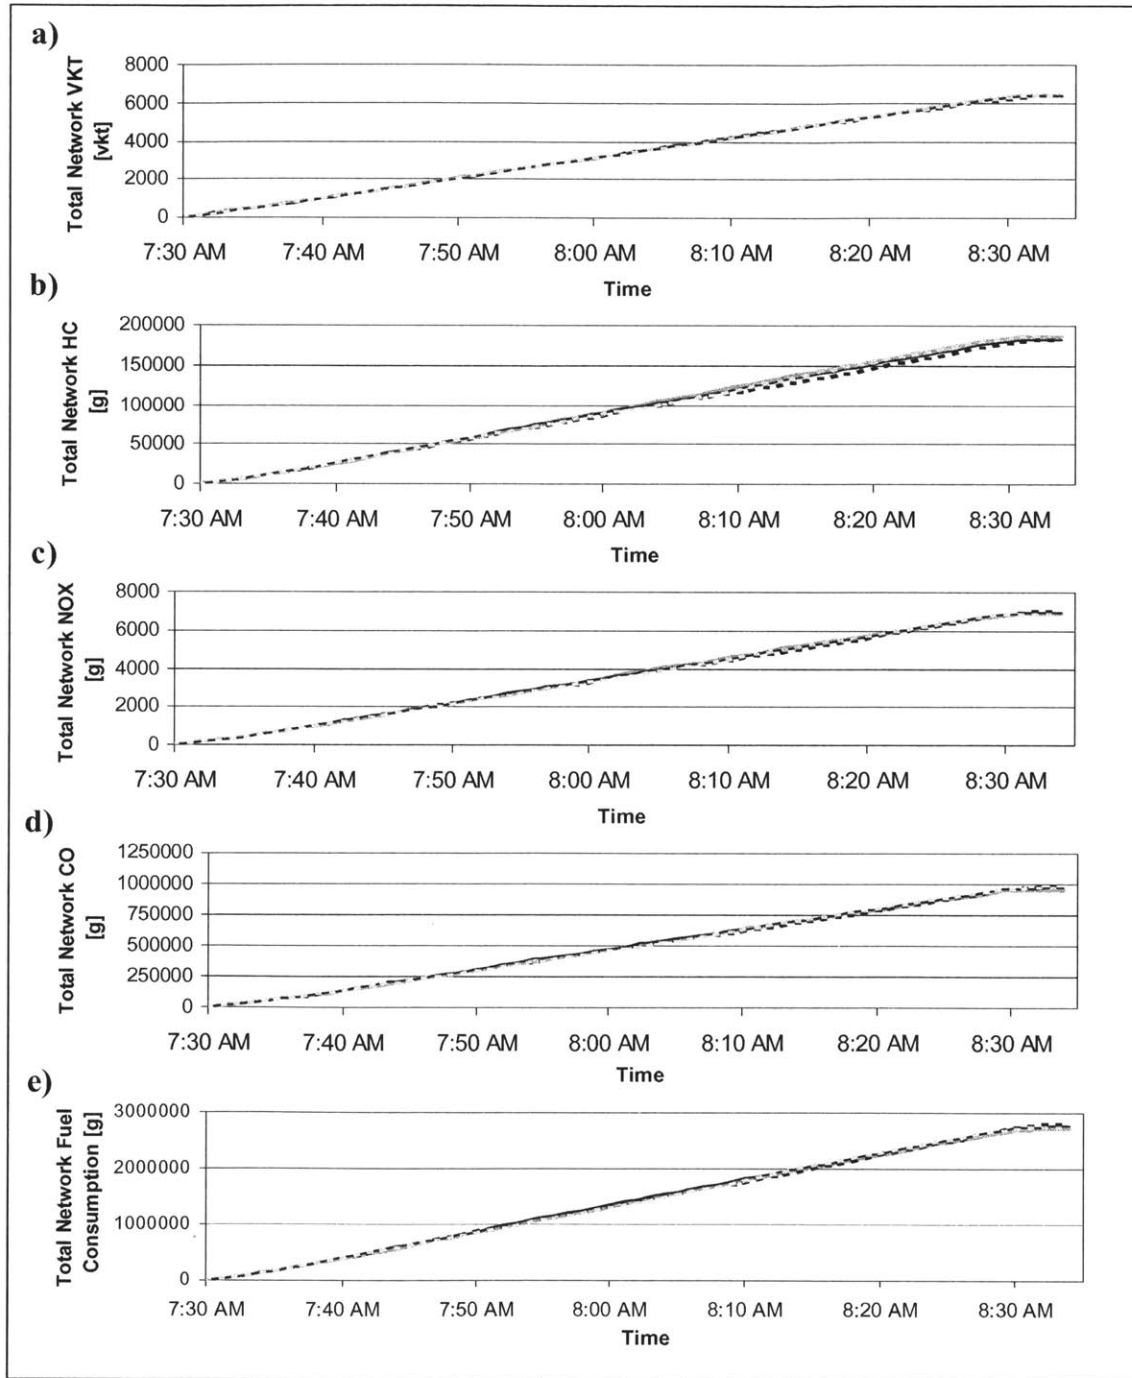 a)
Total Network VKT
[vkt]
8000
6000
4000
2000
0
7:30 AM 7:40 AM 7:50 AM 8:00 AM 8:10 AM 8:20 AM 8:30 AM
Time
b)
Total Network HC
[g]
200000
150000
100000
50000
0
7:30 AM 7:40 AM 7:50 AM 8:00 AM 8:10 AM 8:20 AM 8:30 AM
Time
c)
Total Network NOX
[g]
8000
6000
4000
2000
0
7:30 AM 7:40 AM 7:50 AM 8:00 AM 8:10 AM 8:20 AM 8:30 AM
Time
d)
Total Network CO
[g]
1250000
1000000
750000
500000
250000
0
7:30 AM 7:40 AM 7:50 AM 8:00 AM 8:10 AM 8:20 AM 8:30 AM
Time
e)
Total Network Fuel
Consumption [g]
3000000
2000000
1000000
0
7:30 AM 7:40 AM 7:50 AM 8:00 AM 8:10 AM 8:20 AM 8:30 AM
Time